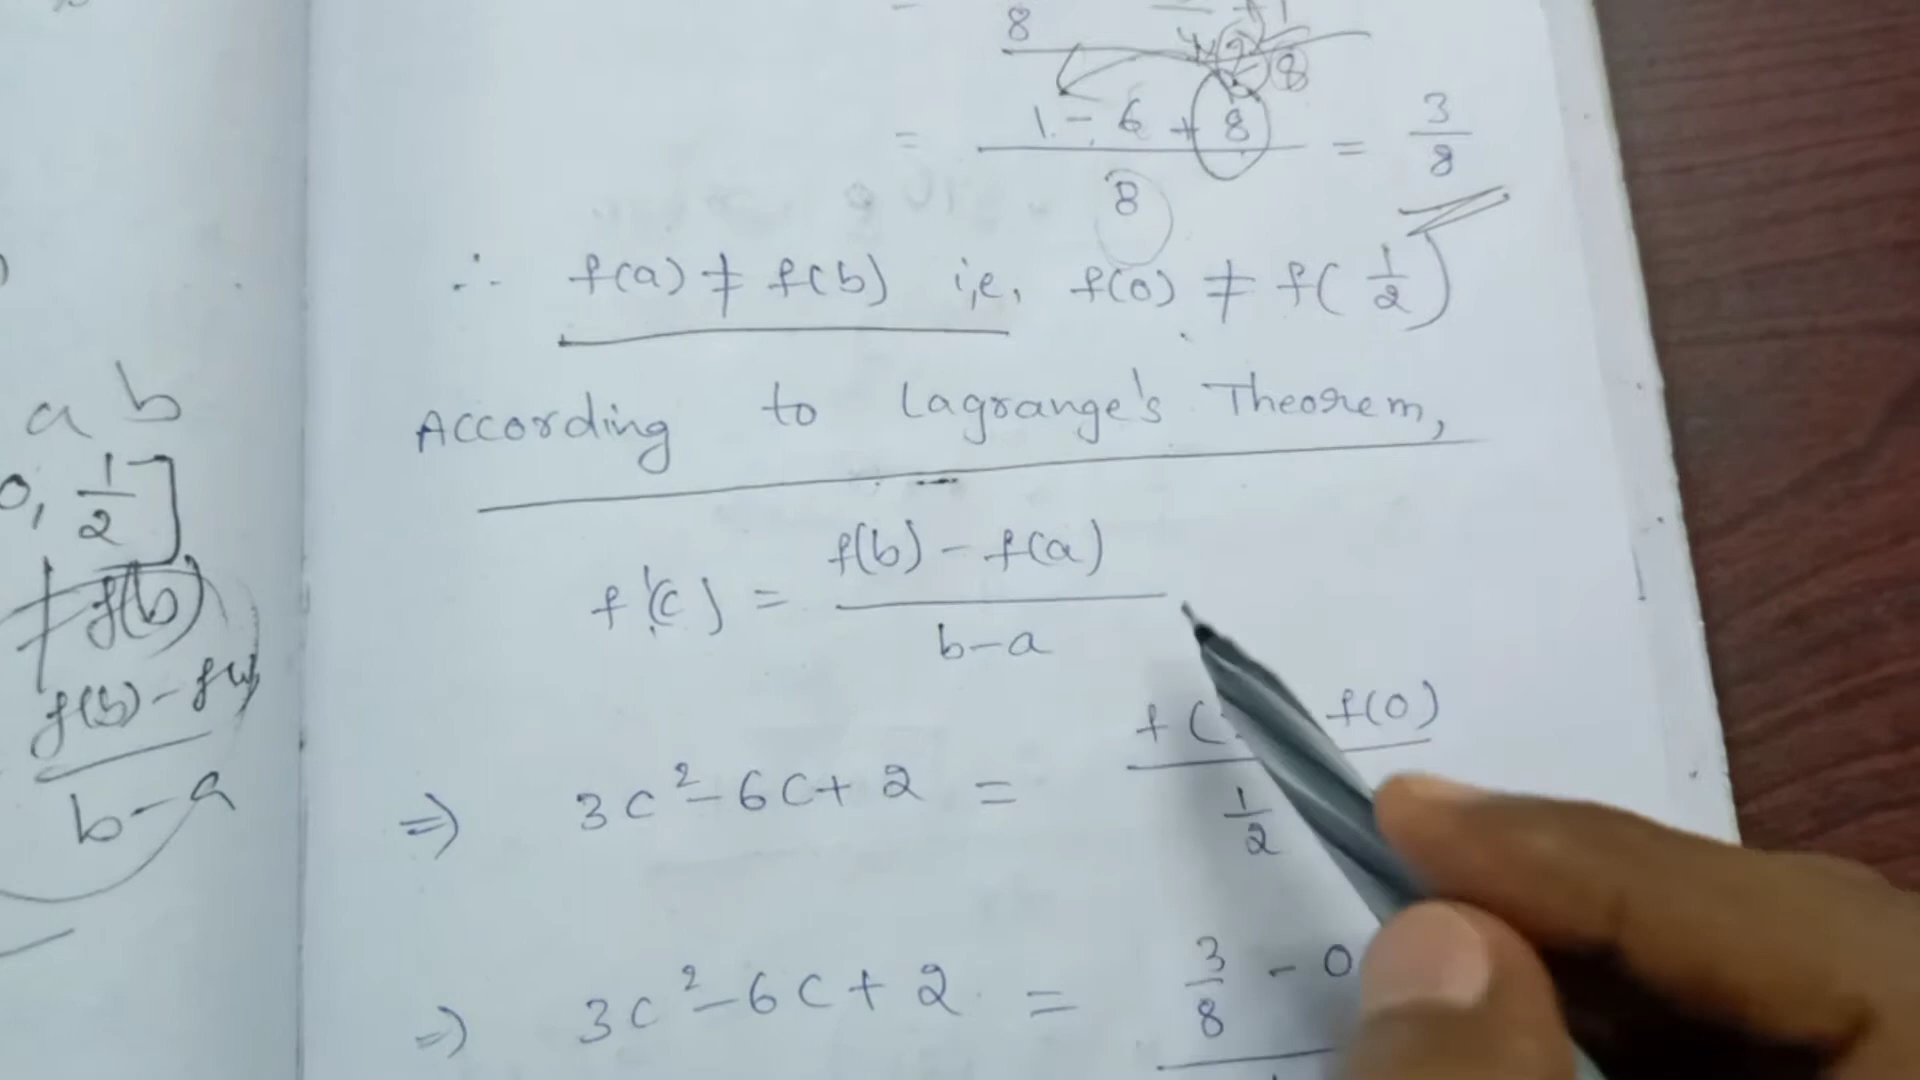 a b
0, 1/2]
≠ f(b)
f(b) -
b-a
8
= 1 - 6 + 8 / 8 = 3/8
∴ f(a) ≠ f(b) i,e, f(0) ≠ f(1/2)
According to Lagrange's Theorem,
f'(c) = f(b) - f(a) / b-a
=) 3c²-6c+2 = f( f(0) / 1/2
=) 3c²-6c+2 = 3/8 - 0